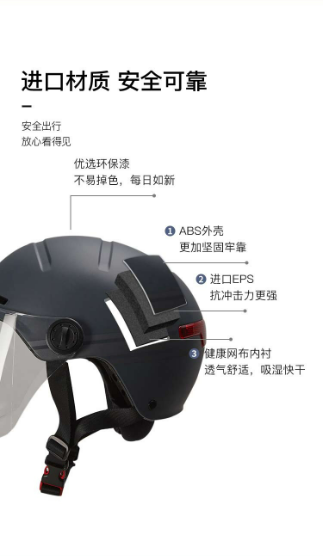 进口材质 安全可靠
安全出行
放心看得见
优选环保漆
不易掉色，每日如新
1 ABS外壳
更加坚固牢靠
2 进口EPS
抗冲击力更强
3 健康网布内衬
透气舒适，吸湿快干